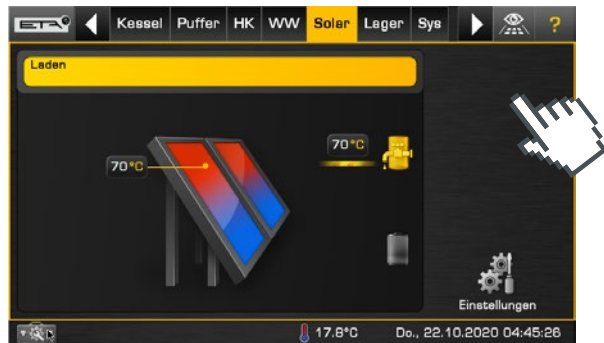 ETA
Kessel Puffer HK WW Solar Lager Sys ?
Laden
70°C
70°C
Einstellungen
17.8°C Do., 22.10.2020 04:45:26